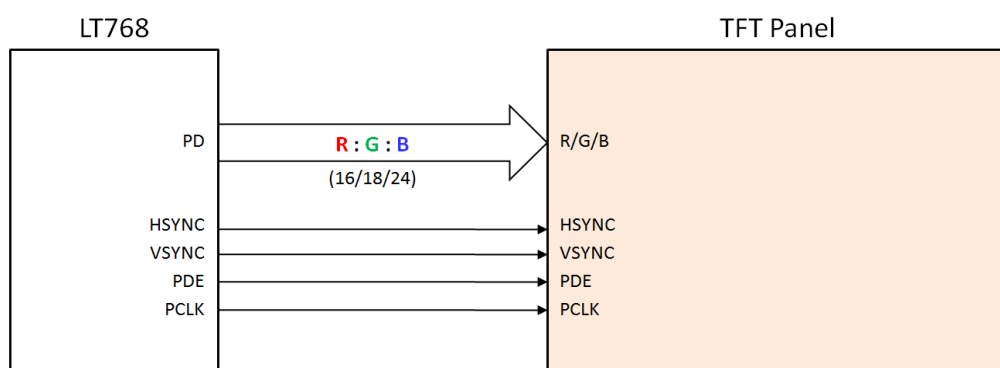 LT768
TFT Panel
PD
R : G : B
R/G/B
(16/18/24)
HSYNC
HSYNC
VSYNC
VSYNC
PDE
PDE
PCLK
PCLK